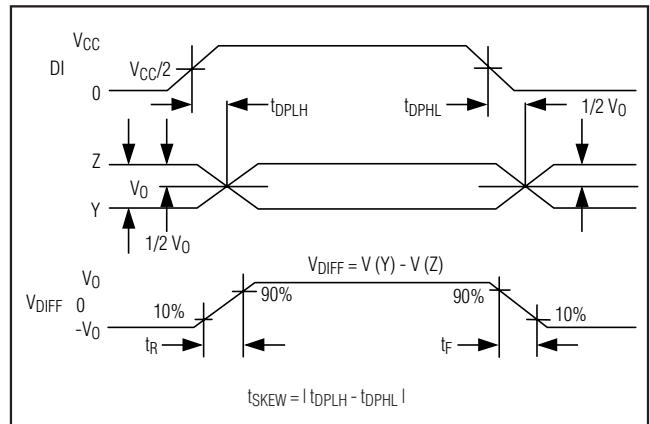 VCC
DI
VCC/2
0
tDPLH
tDPHL
1/2 VO
Z
VO
Y
1/2 VO
VDIFF = V (Y) - V (Z)
VO
VDIFF 0
-VO
10%
90%
90%
10%
tR
tF
tSKEW = | tDPLH - tDPHL |